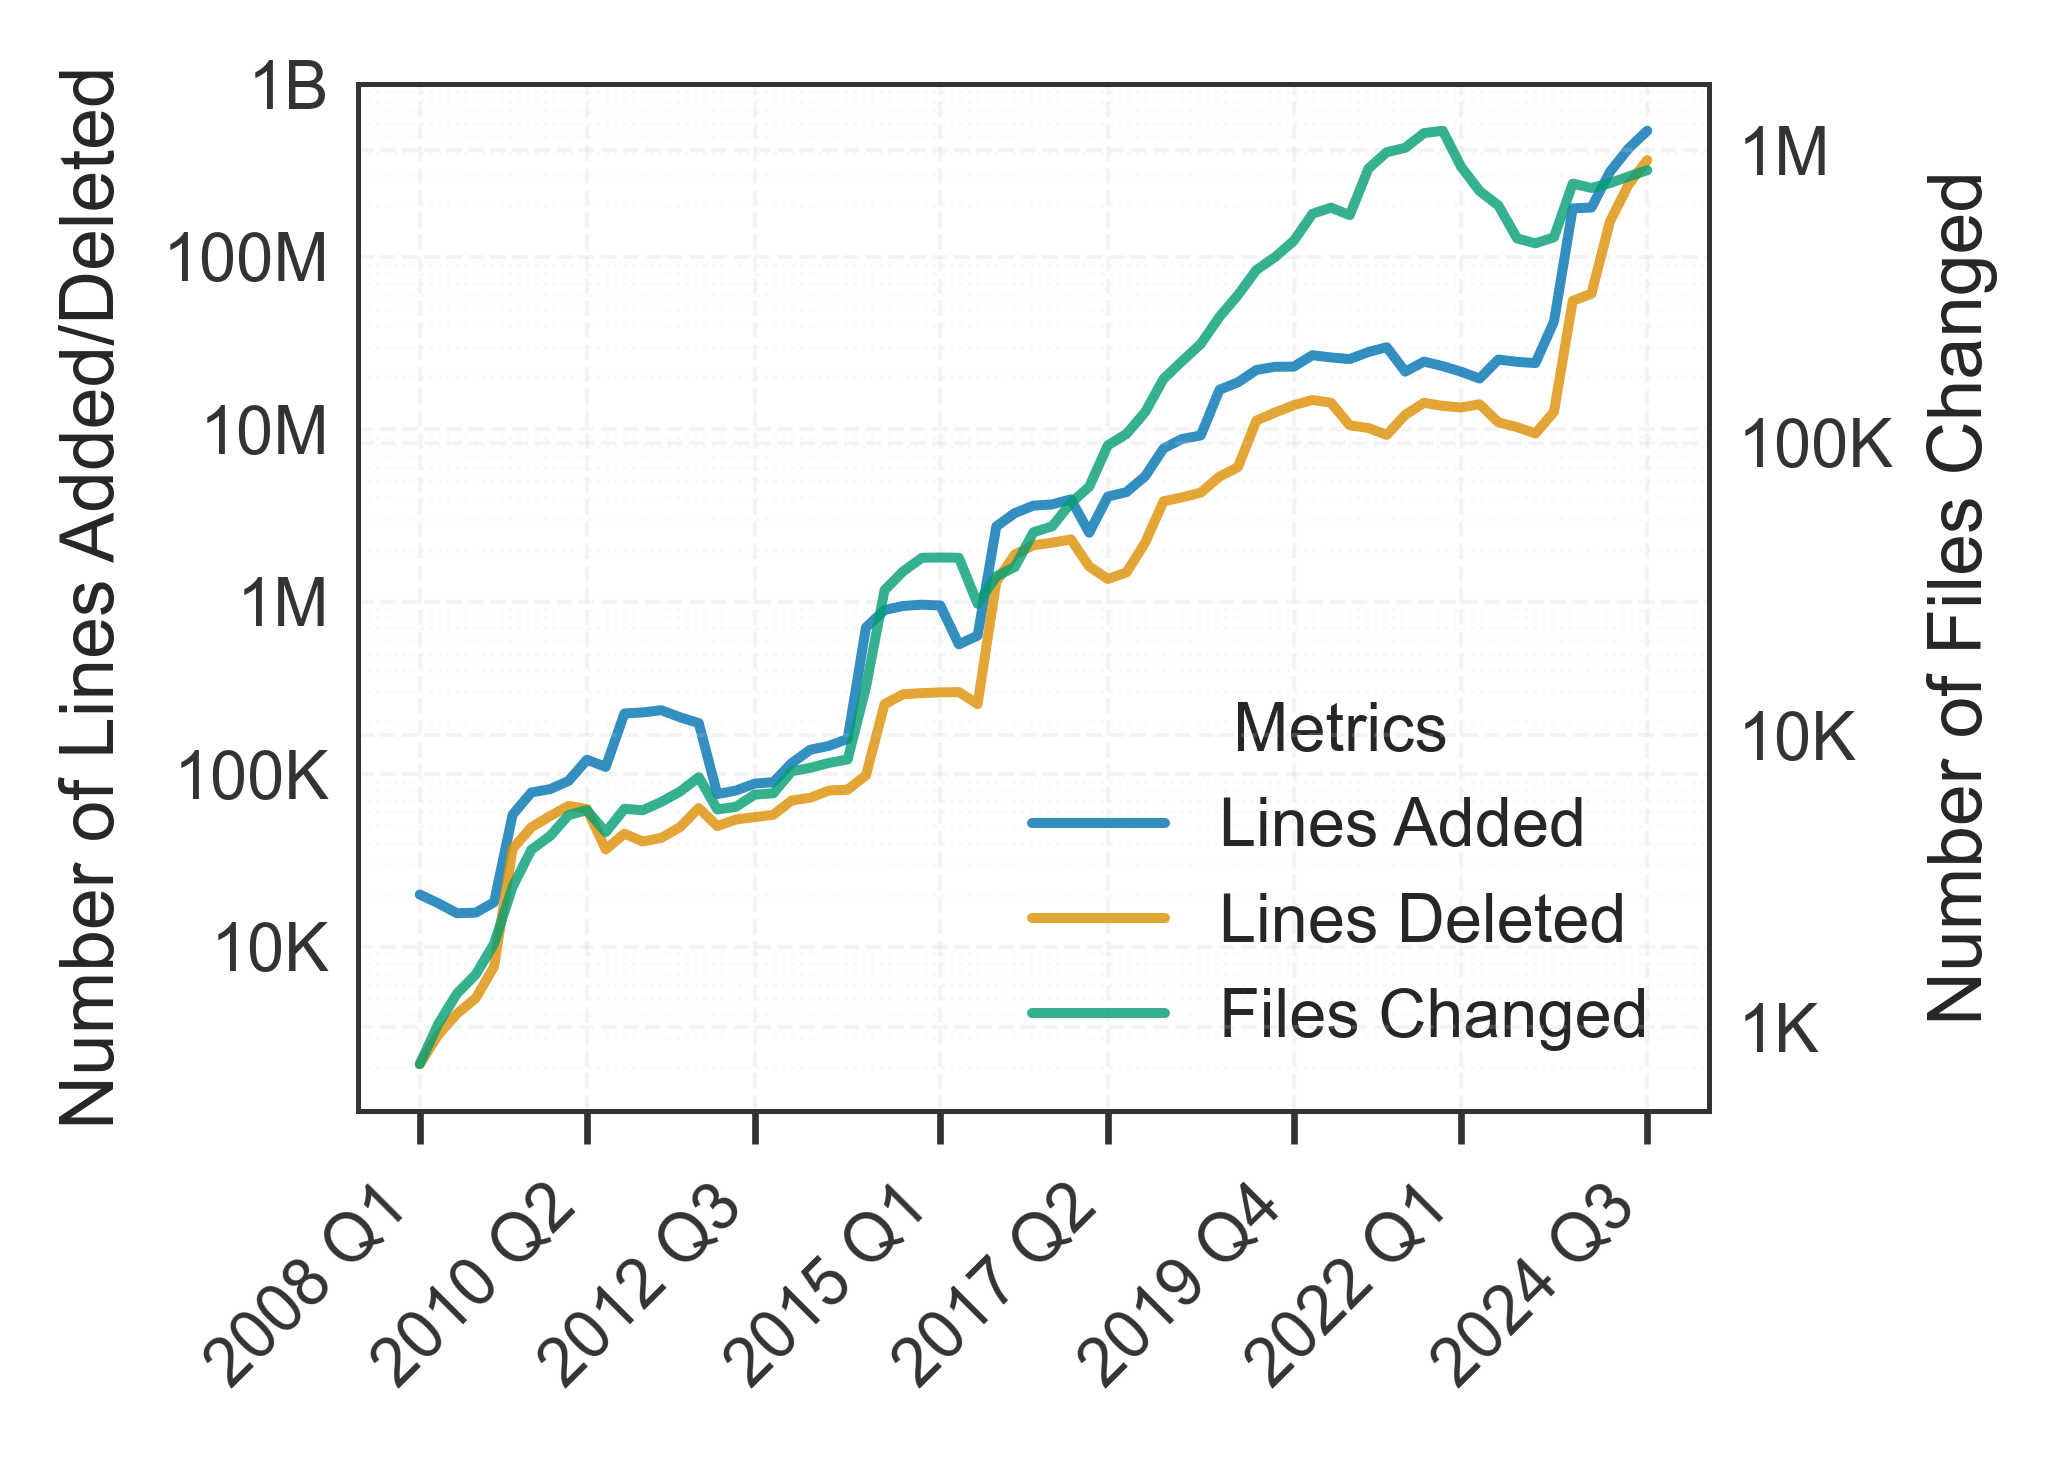 Number of Lines Added/Deleted
1B
100M
10M
1M
100K
10K
1M
100K
10K
1K
Number of Files Changed
Metrics
Lines Added
Lines Deleted
Files Changed
2008 Q1
2010 Q2
2012 Q3
2015 Q1
2017 Q2
2019 Q4
2022 Q1
2024 Q3